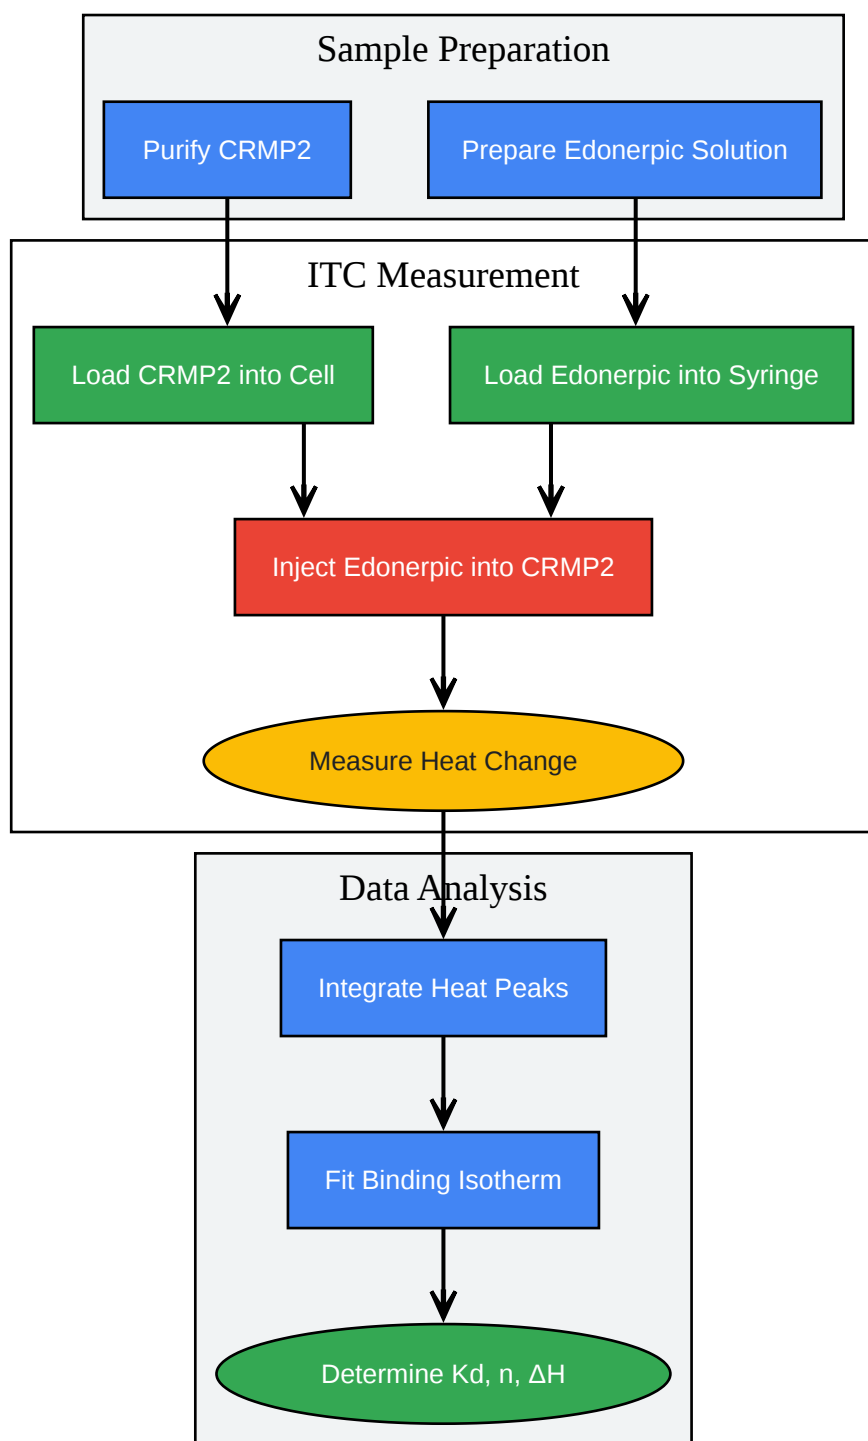 Sample Preparation
Purify CRMP2
Prepare Edonerpic Solution
ITC Measurement
Load CRMP2 into Cell
Load Edonerpic into Syringe
Inject Edonerpic into CRMP2
Measure Heat Change
Data Analysis
Integrate Heat Peaks
Fit Binding Isotherm
Determine Kd, n, ΔH